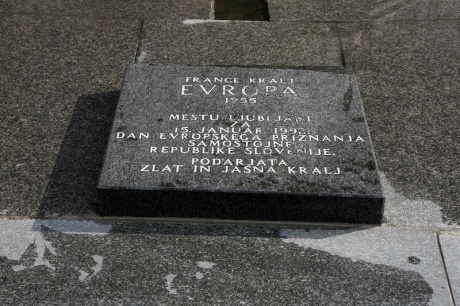 FRANCE KRALJ
EVROPA
1955
MESTU LJUBLJANI
ZA
15. JANUAR 1992,
DAN EVROPSKEGA PRIZNANJA
SAMOSTOJNE
REPUBLIKE SLOVENIJE,
PODARJATA
ZLAT IN JASNA KRALJ